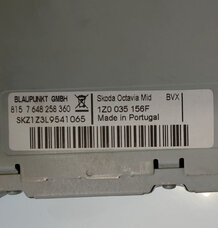 BLAUPUNKT GMBH
815 7 648 258 360
SKZ1Z3L9541065
Skoda Octavia Mid BVX
1Z0 035 156F
Made in Portugal